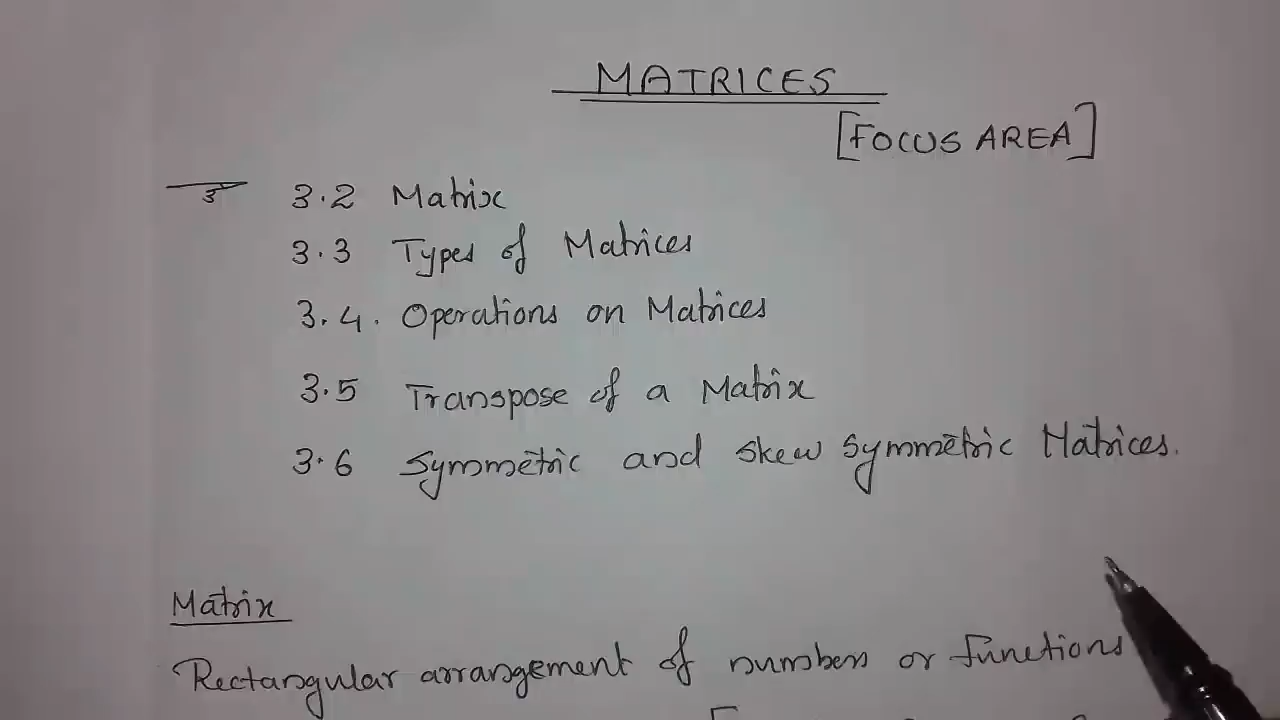 MATRICES
[FOCUS AREA]
3
3.2 Matrix
3.3 Types of Matrices
3.4. Operations on Matrices
3.5 Transpose of a Matrix
3.6 Symmetric and skew symmetric Matrices.
Matrix
Rectangular arrangement of numbers or functions